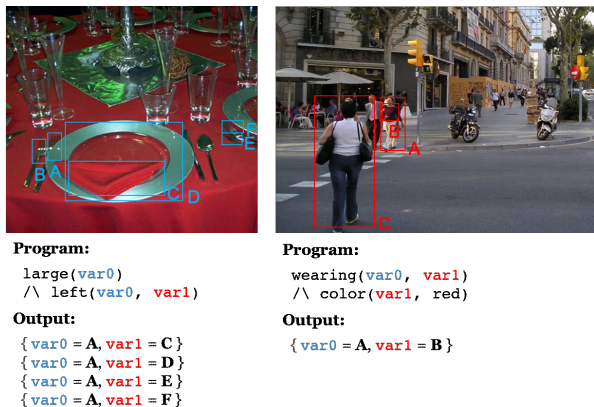 A
B
C
D
E
A
B
C
Program:
large(var0)
/\ left(var0, var1)
Output:
{var0 = A, var1 = C}
{var0 = A, var1 = D}
{var0 = A, var1 = E}
{var0 = A, var1 = F}
Program:
wearing(var0, var1)
/\ color(var1, red)
Output:
{var0 = A, var1 = B}